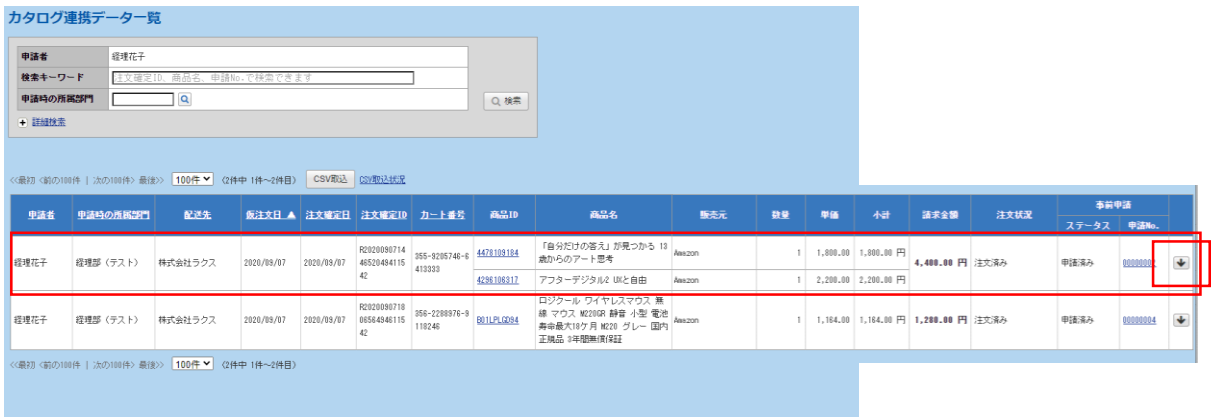 カタログ連携データ一覧
申請者 経理花子
検索キーワード 注文確定ID、商品名、申請No.で検索できます
申請時の所属部門
検索
詳細検索
<<最初 <前の100件 | 次の100件> 最後>> 100件 (2件中 1件～2件目) CSV取込 CSV取込状況
申請者 申請時の所属部門 配送先 仮注文日▲ 注文確定日 注文確定ID カート番号 商品ID 商品名 販売元 数量 単価 小計 請求金額 注文状況 事前申請
ステータス 申請No.
経理花子 経理部（テスト） 株式会社ラクス 2020/09/07 2020/09/07
R2020090714
46520494115
42
355-9205746-6
413333
4478109184 「自分だけの答え」が見つかる 13
歳からのアート思考
Amazon 1 1,800.00 1,800.00 円
4296106317 アフターデジタル2 UXと自由 Amazon 1 2,200.00 2,200.00 円
4,400.00 円 注文済み 申請済み
経理花子 経理部（テスト） 株式会社ラクス 2020/09/07 2020/09/07
R2020090718
06564946115
42
356-2288976-9
118246
B01LPLGD94
ロジクール ワイヤレスマウス 無
線 マウス M220GR 静音 小型 電池
寿命最大18ケ月 M220 グレー 国内
正規品 3年間無償保証
Amazon 1 1,164.00 1,164.00 円 1,280.00 円 注文済み 申請済み 00000004
<<最初 <前の100件 | 次の100件> 最後>> 100件 (2件中 1件～2件目)